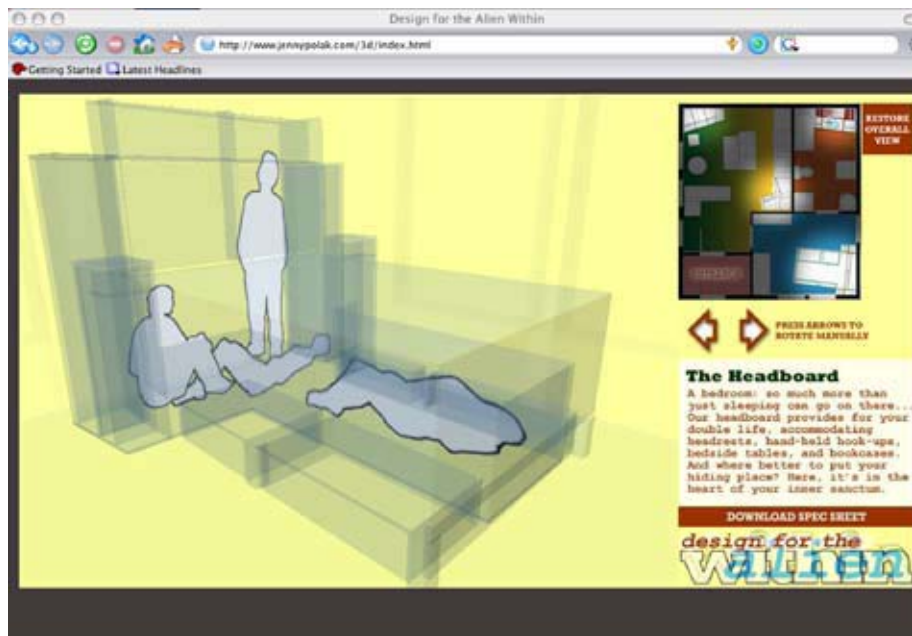 Design for the Alien Within
http://www.jennypolak.com/3d/index.html
Getting Started Latest Headlines
RESTORE
OVERALL
VIEW
PRESS ARROWS TO
ROTATE MANUALLY
The Headboard
A bedroom: so much more than
just sleeping can go on there...
Our headboard provides for your
double life, accommodating
headrests, hand-held hook-ups,
bedside tables, and bookcases.
And where better to put your
hiding place? Here, it's in the
heart of your inner sanctum.
DOWNLOAD SPEC SHEET
design for the
alien
within